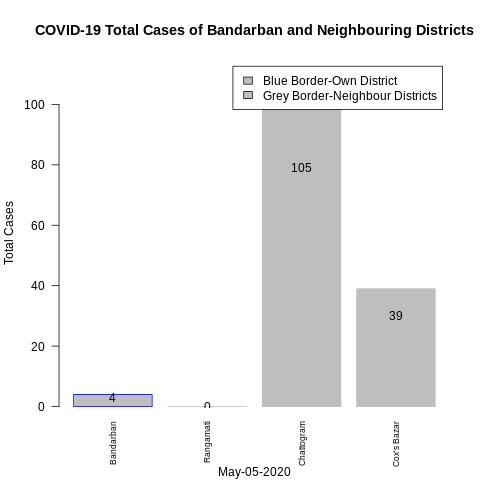 COVID-19 Total Cases of Bandarban and Neighbouring Districts
Blue Border-Own District
Grey Border-Neighbour Districts
Total Cases
100
80
60
40
20
0
105
39
4
0
Bandarban
Rangamati
Chattogram
Cox's Bazar
May-05-2020